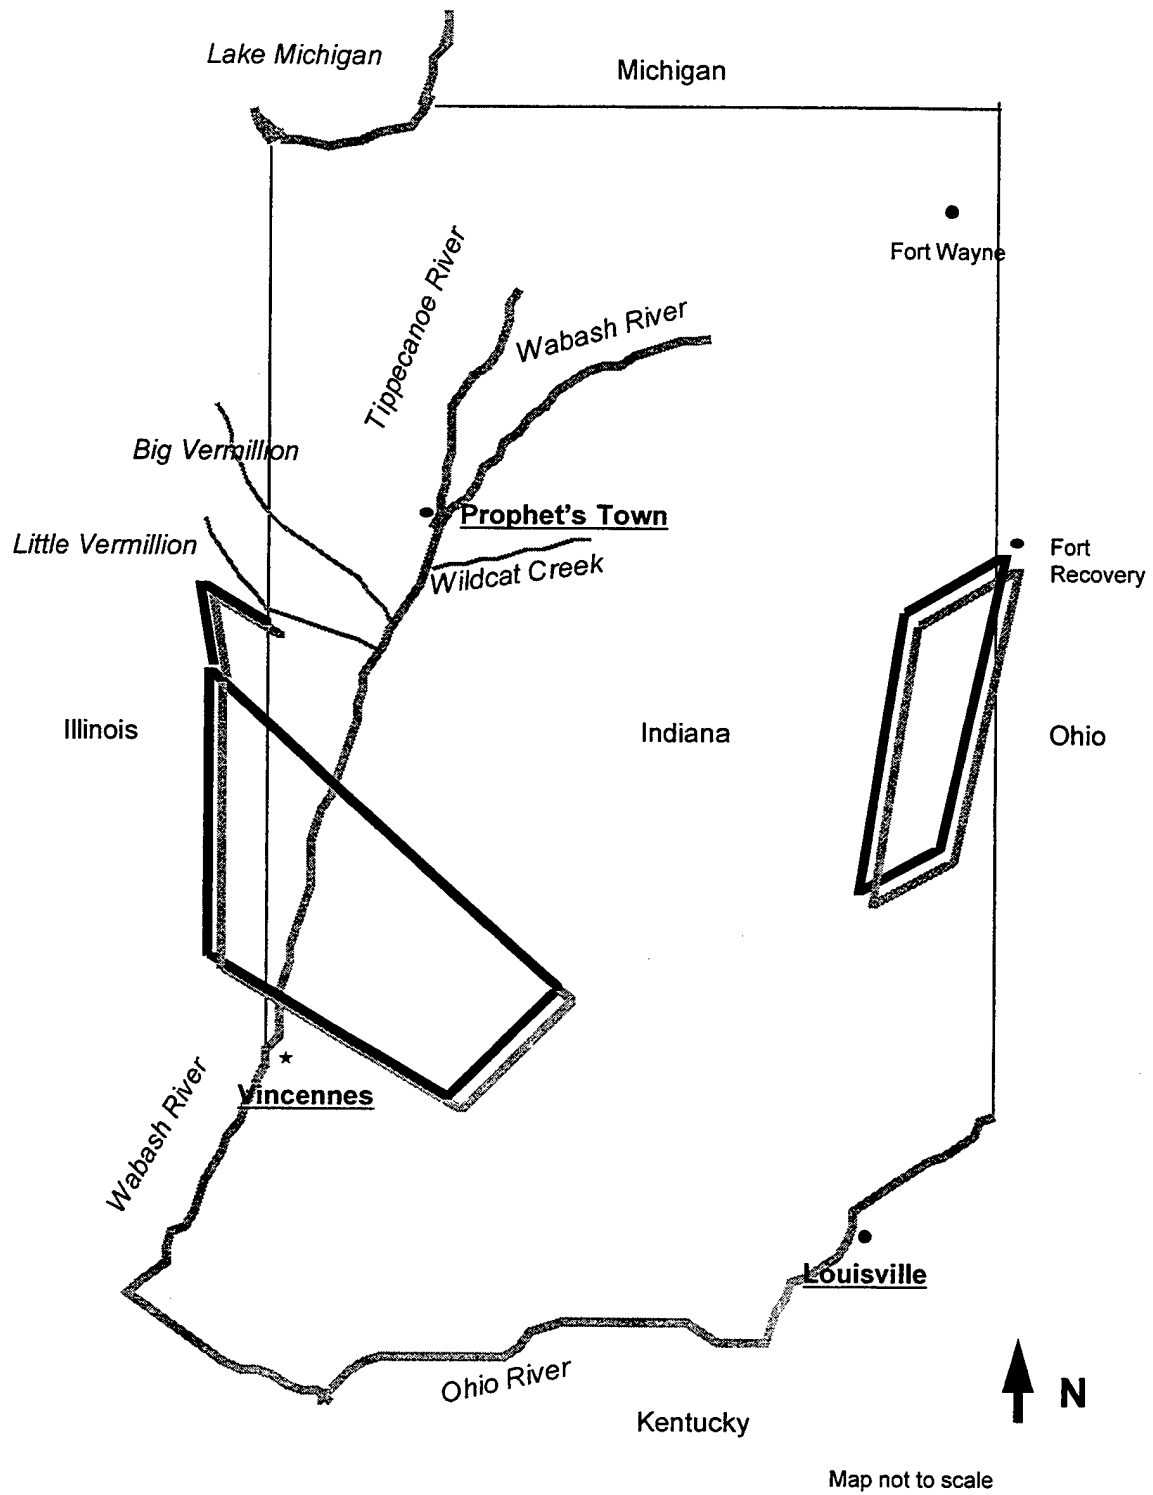 Lake Michigan
Michigan
Fort Wayne
Tippecanoe River
Wabash River
Big Vermillion
Prophet's Town
Little Vermillion
Wildcat Creek
Fort
Recovery
Illinois
Indiana
Ohio
Wabash River
Vincennes
Louisville
Ohio River
N
Kentucky
Map not to scale